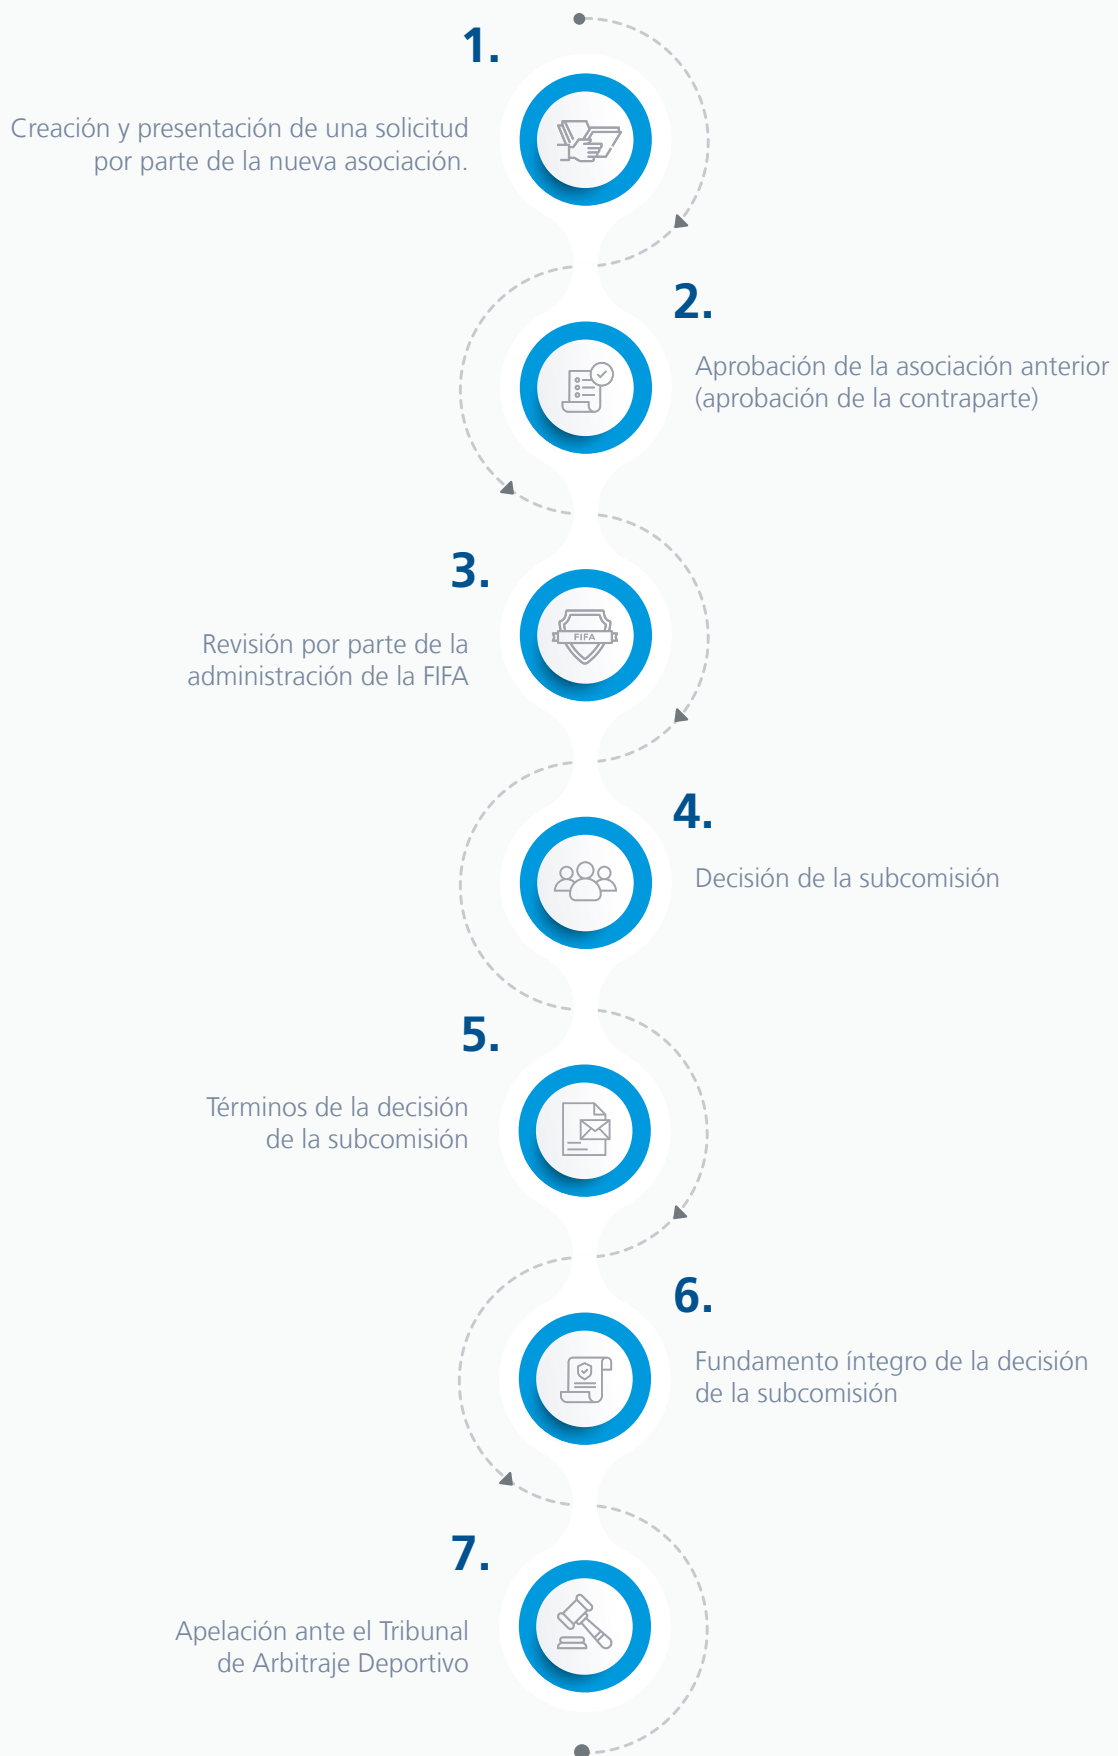 1.
Creación y presentación de una solicitud
por parte de la nueva asociación.
2.
Aprobación de la asociación anterior
(aprobación de la contraparte)
3.
FIFA
Revisión por parte de la
administración de la FIFA
4.
Decisión de la subcomisión
5.
Términos de la decisión
de la subcomisión
6.
Fundamento íntegro de la decisión
de la subcomisión
7.
Apelación ante el Tribunal
de Arbitraje Deportivo